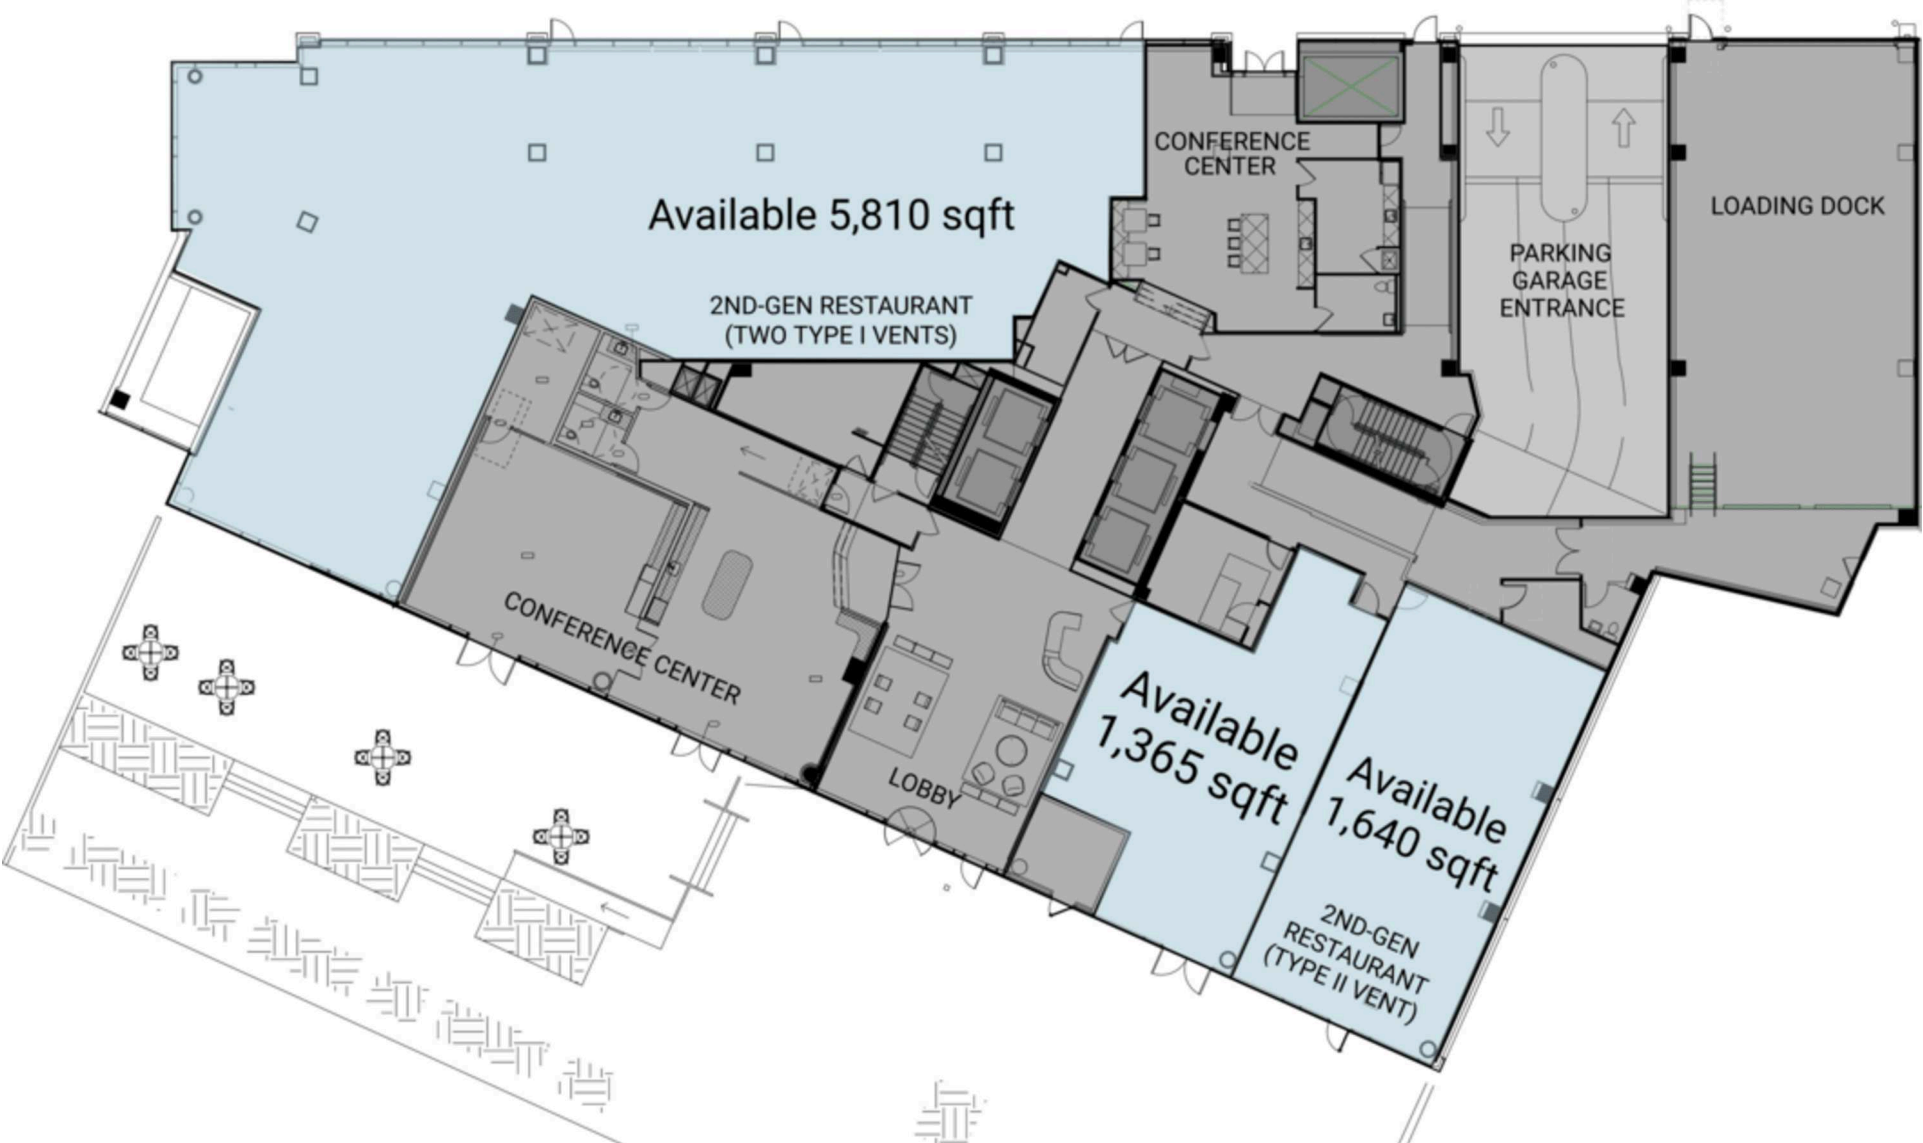 CONFERENCE
CENTER
LOADING DOCK
Available 5,810 sqft
PARKING
GARAGE
ENTRANCE
2ND-GEN RESTAURANT
(TWO TYPE I VENTS)
CONFERENCE CENTER
LOBBY
Available
1,365 sqft
Available
1,640 sqft
2ND-GEN
RESTAURANT
(TYPE II VENT)